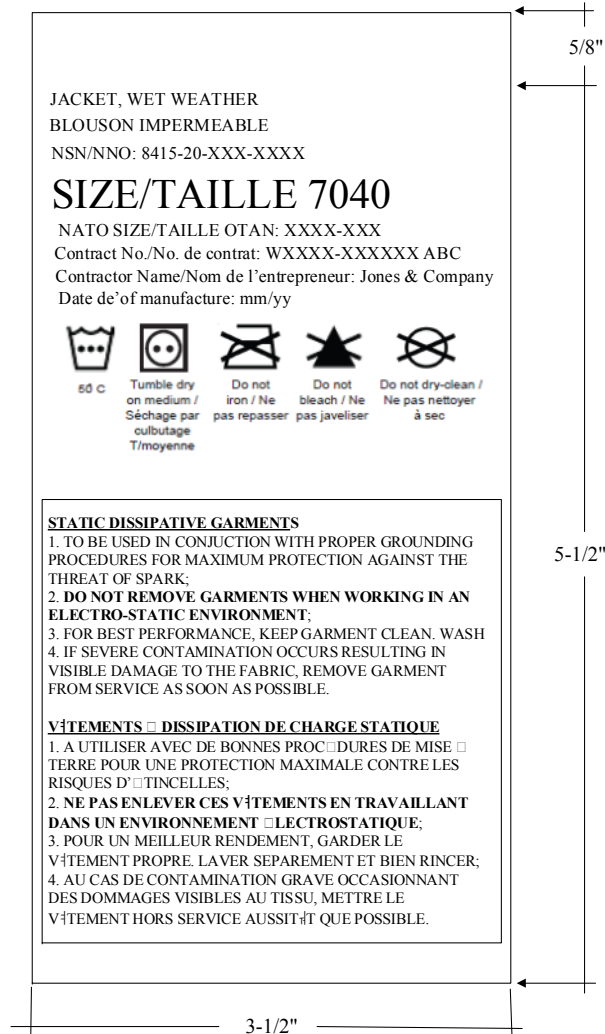 5/8"
JACKET, WET WEATHER
BLOUSON IMPERMEABLE
NSN/NNO: 8415-20-XXX-XXXX
SIZE/TAILLE 7040
NATO SIZE/TAILLE OTAN: XXXX-XXX
Contract No./No. de contrat: WXXXX-XXXXXX ABC
Contractor Name/Nom de l’entrepreneur: Jones & Company
Date de’of manufacture: mm/yy
C
Tumble dry
on medium /
Séchage par
culbutage
T/moyenne
Do not
iron / Ne
pas repasser
Do not
bleach / Ne
pas javeliser
Do not dry-clean /
Ne pas nettoyer
à sec
STATIC DISSIPATIVE GARMENTS
1. TO BE USED IN CONJUCTION WITH PROPER GROUNDING
PROCEDURES FOR MAXIMUM PROTECTION AGAINST THE
THREAT OF SPARK;
2. DO NOT REMOVE GARMENTS WHEN WORKING IN AN
ELECTRO-STATIC ENVIRONMENT;
3. FOR BEST PERFORMANCE, KEEP GARMENT CLEAN. WASH
4. IF SEVERE CONTAMINATION OCCURS RESULTING IN
VISIBLE DAMAGE TO THE FABRIC, REMOVE GARMENT
FROM SERVICE AS SOON AS POSSIBLE.
5-1/2"
V‡TEMENTS □ DISSIPATION DE CHARGE STATIQUE
1. A UTILISER AVEC DE BONNES PROC□DURES DE MISE □
TERRE POUR UNE PROTECTION MAXIMALE CONTRE LES
RISQUES D’□TINCELLES;
2. NE PAS ENLEVER CES V‡TEMENTS EN TRAVAILLANT
DANS UN ENVIRONNEMENT □LECTROSTATIQUE;
3. POUR UN MEILLEUR RENDEMENT, GARDER LE
V‡TEMENT PROPRE. LAVER SEPAREMENT ET BIEN RINCER;
4. AU CAS DE CONTAMINATION GRAVE OCCASIONNANT
DES DOMMAGES VISIBLES AU TISSU, METTRE LE
V‡TEMENT HORS SERVICE QUE POSSIBLE.
3-1/2"